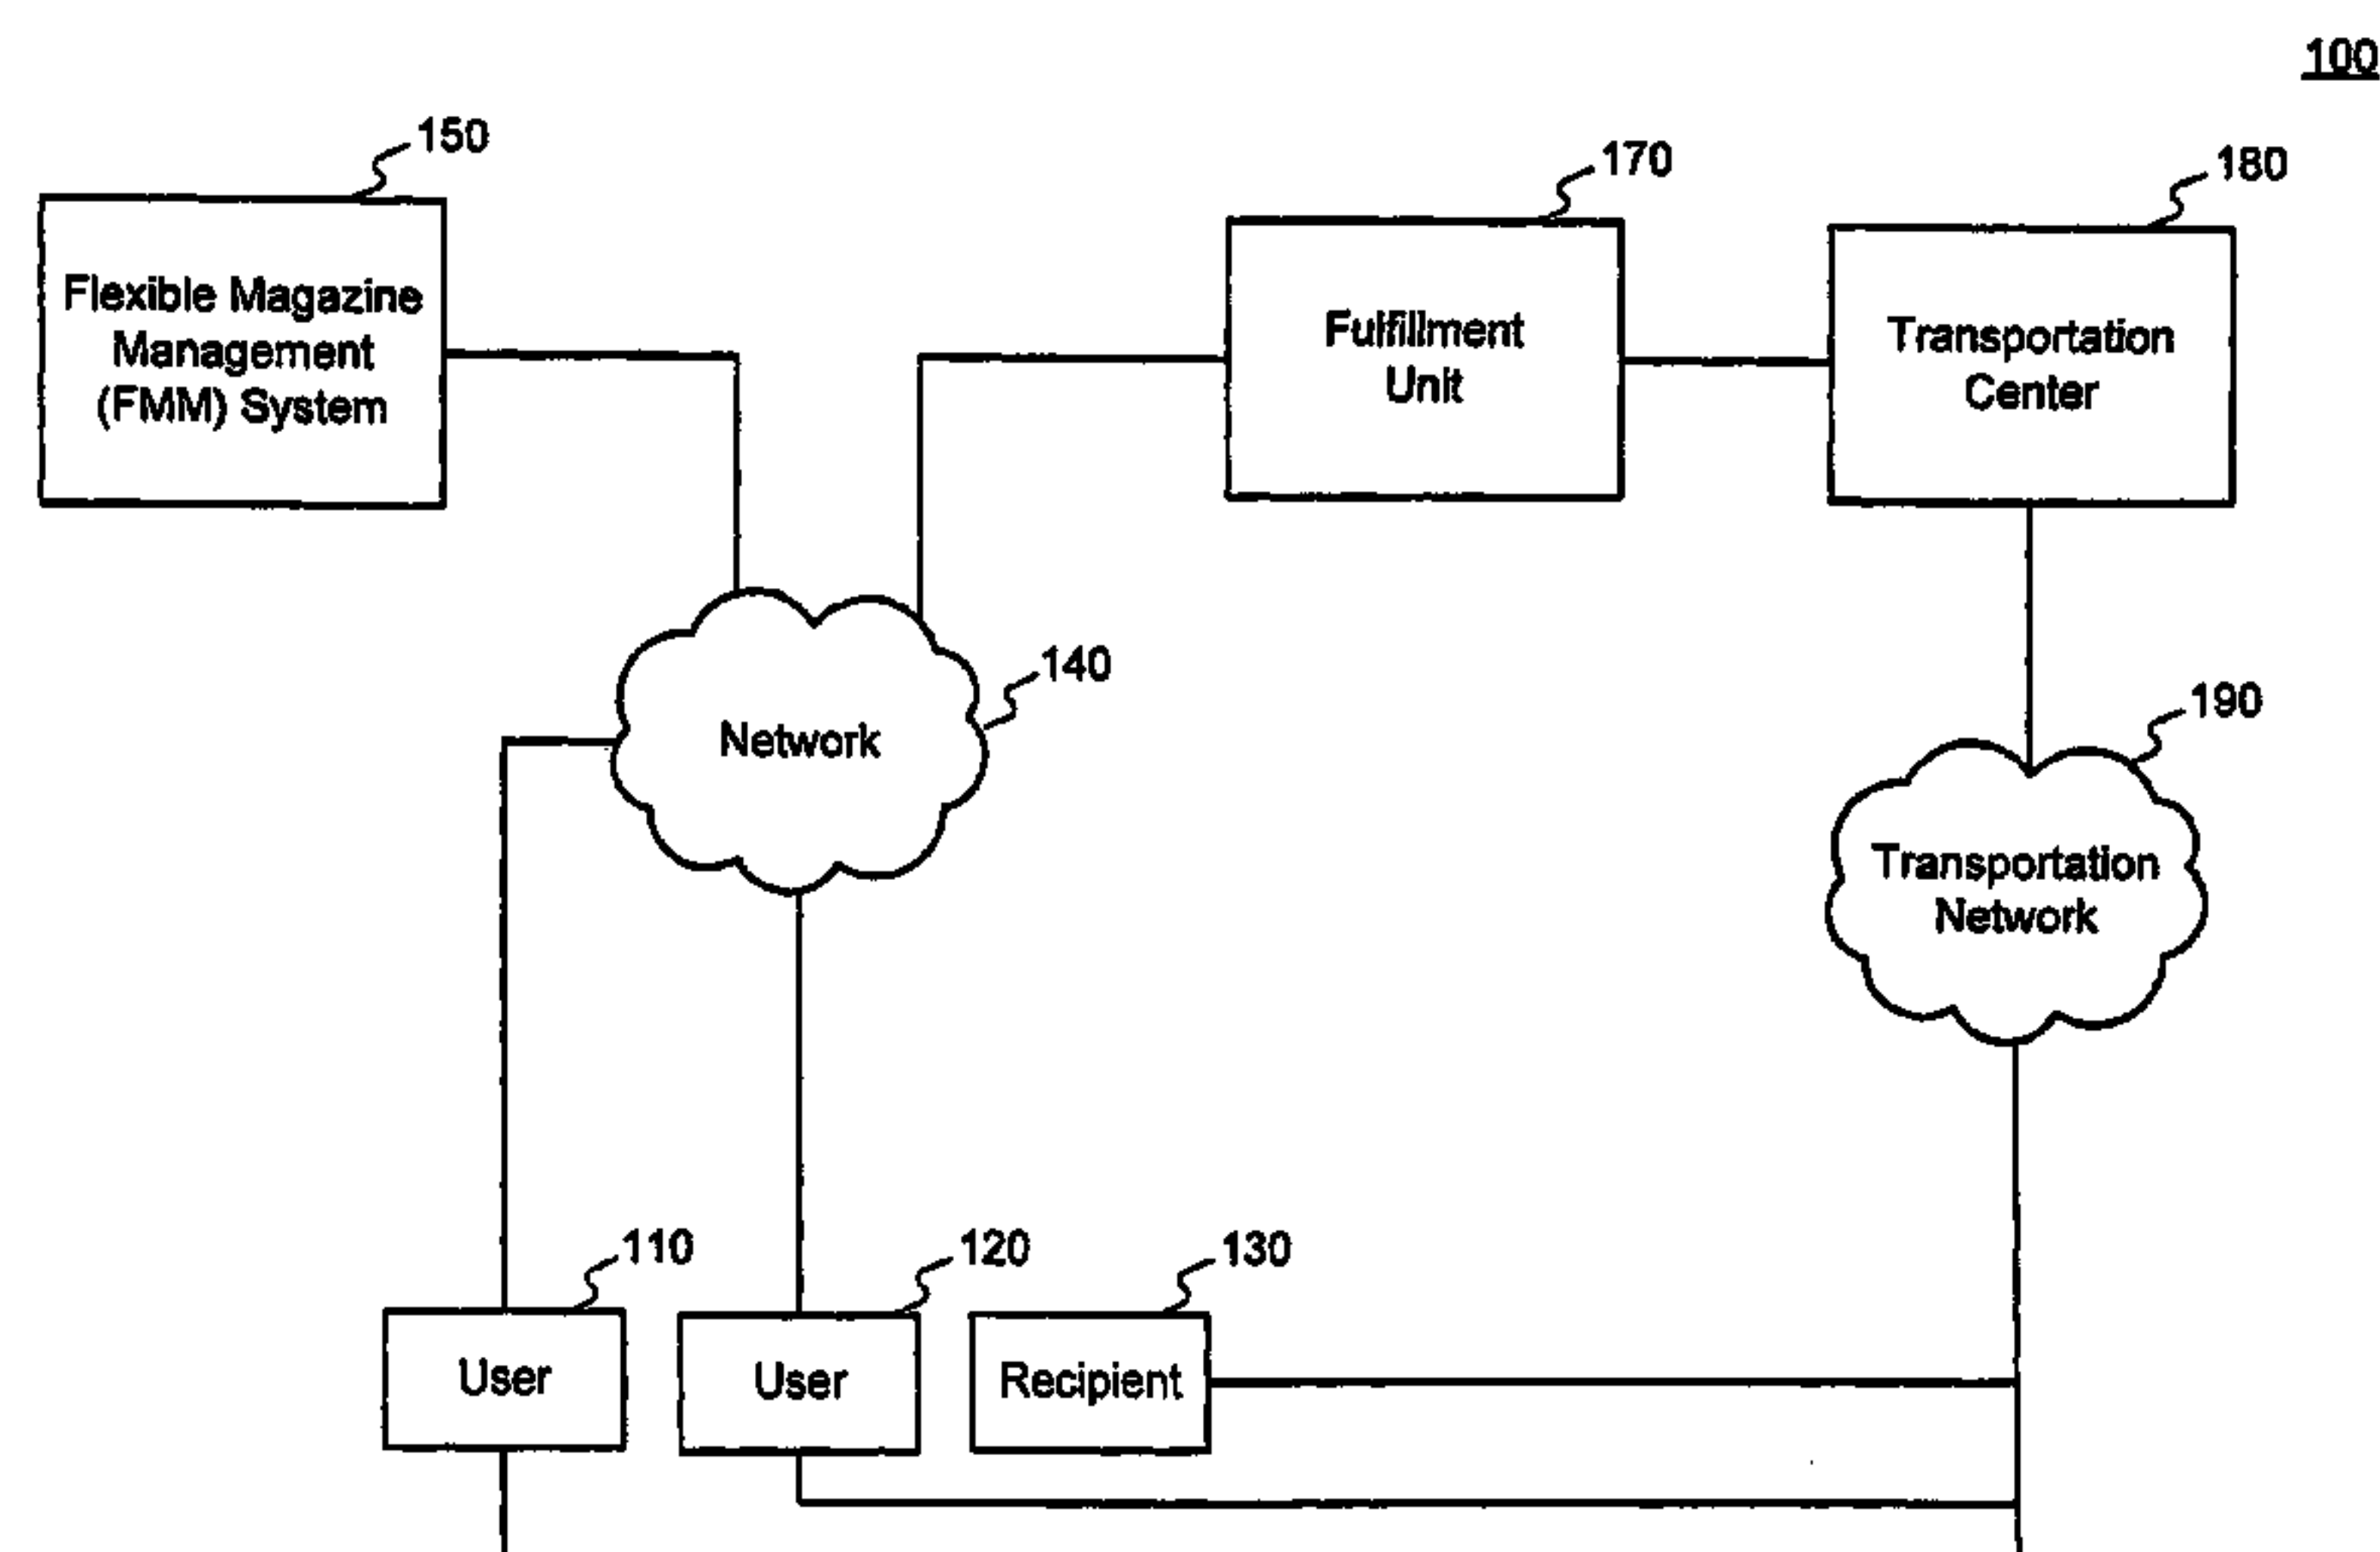 100
150
170
180
Flexible Magazine
Management
(FMM) System
Fulfillment
Unit
Transportation
Center
140
Network
190
Transportation
Network
110
120
130
User
User
Recipient